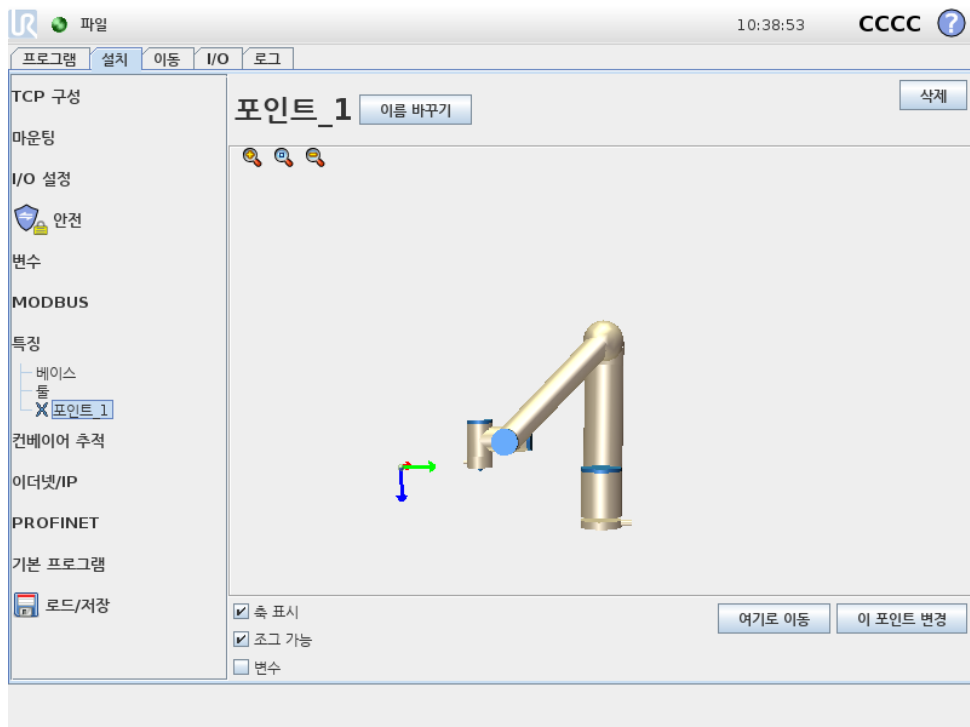 UR 파일 10:38:53 CCCC ?
프로그램 설치 이동 I/O 로그
TCP 구성
마운팅
I/O 설정
안전
변수
MODBUS
특징
베이스
툴
포인트_1
컨베이어 추적
이더넷/IP
PROFINET
기본 프로그램
로드/저장
포인트_1 이름 바꾸기 삭제
축 표시
조그 가능
변수
여기로 이동 이 포인트 변경